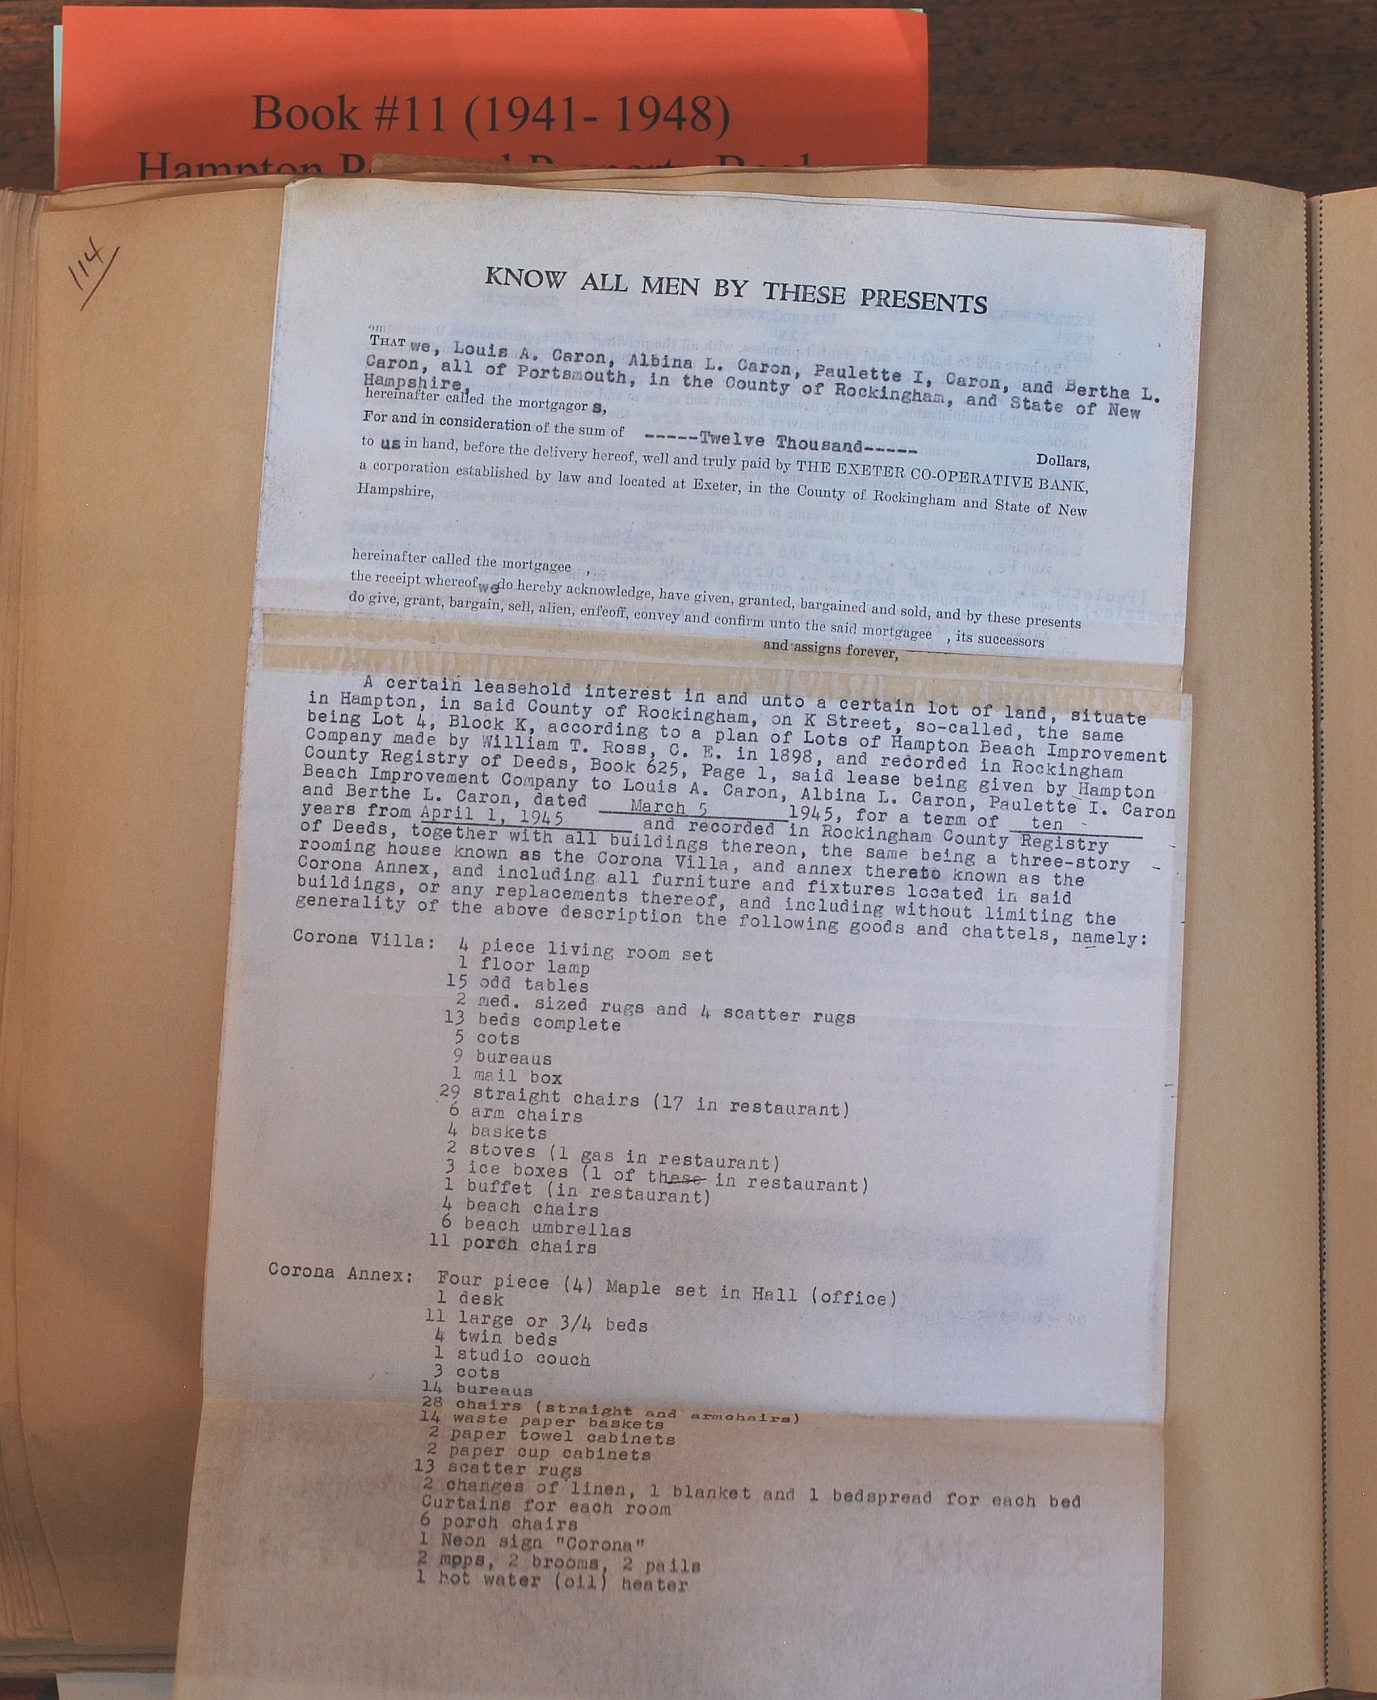 Book #11 (1941- 1948)
Hampton
114
KNOW ALL MEN BY THESE PRESENTS
THAT we, Louis A. Caron, Albina L. Caron, Paulette I, Caron, and Bertha L.
Caron, all of Portsmouth, in the County of Rockingham, and State of New
Hampshire,
hereinafter called the mortgagor s,
For and in consideration of the sum of -----Twelve Thousand----- Dollars,
to us in hand, before the delivery hereof, well and truly paid by THE EXETER CO-OPERATIVE BANK,
a corporation established by law and located at Exeter, in the County of Rockingham and State of New
Hampshire,
hereinafter called the mortgagee ,
the receipt whereof we do hereby acknowledge, have given, granted, bargained and sold, and by these presents
do give, grant, bargain, sell, alien, enfeoff, convey and confirm unto the said mortgagee , its successors
and assigns forever,
A certain leasehold interest in and unto a certain lot of land, situate
in Hampton, in said County of Rockingham, on K Street, so-called, the same
being Lot 4, Block K, according to a plan of Lots of Hampton Beach Improvement
Company made by William T. Ross, C. E. in 1898, and recorded in Rockingham
County Registry of Deeds, Book 625, Page 1, said lease being given by Hampton
Beach Improvement Company to Louis A. Caron, Albina L. Caron, Paulette I. Caron
and Berthe L. Caron, dated March 5 1945, for a term of ten
years from April 1, 1945 and recorded in Rockingham County Registry
of Deeds, together with all buildings thereon, the same being a three-story
rooming house known as the Corona Villa, and annex thereto known as the
Corona Annex, and including all furniture and fixtures located in said
buildings, or any replacements thereof, and including without limiting the
generality of the above description the following goods and chattels, namely:
Corona Villa: 4 piece living room set
1 floor lamp
15 odd tables
2 med. sized rugs and 4 scatter rugs
13 beds complete
5 cots
9 bureaus
1 mail box
29 straight chairs (17 in restaurant)
6 arm chairs
4 baskets
2 stoves (1 gas in restaurant)
3 ice boxes (1 of these in restaurant)
1 buffet (in restaurant)
4 beach chairs
6 beach umbrellas
11 porch chairs
Corona Annex: Four piece (4) Maple set in Hall (office)
1 desk
11 large or 3/4 beds
4 twin beds
1 studio couch
3 cots
14 bureaus
28 chairs (straight and armchairs)
14 waste paper baskets
2 paper towel cabinets
2 paper cup cabinets
13 scatter rugs
2 changes of linen, 1 blanket and 1 bedspread for each bed
Curtains for each room
6 porch chairs
1 Neon sign "Corona"
2 mops, 2 brooms, 2 pails
1 hot water (oil) heater